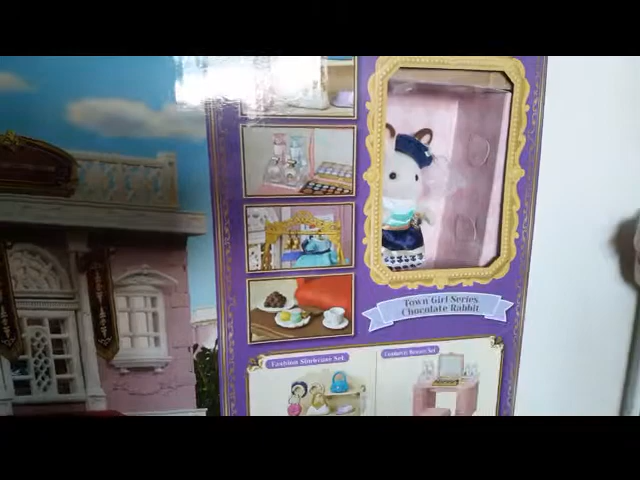 Town Girl Series
Chocolate Rabbit
Fashion Showcase Set
Cosmetic Beauty Set